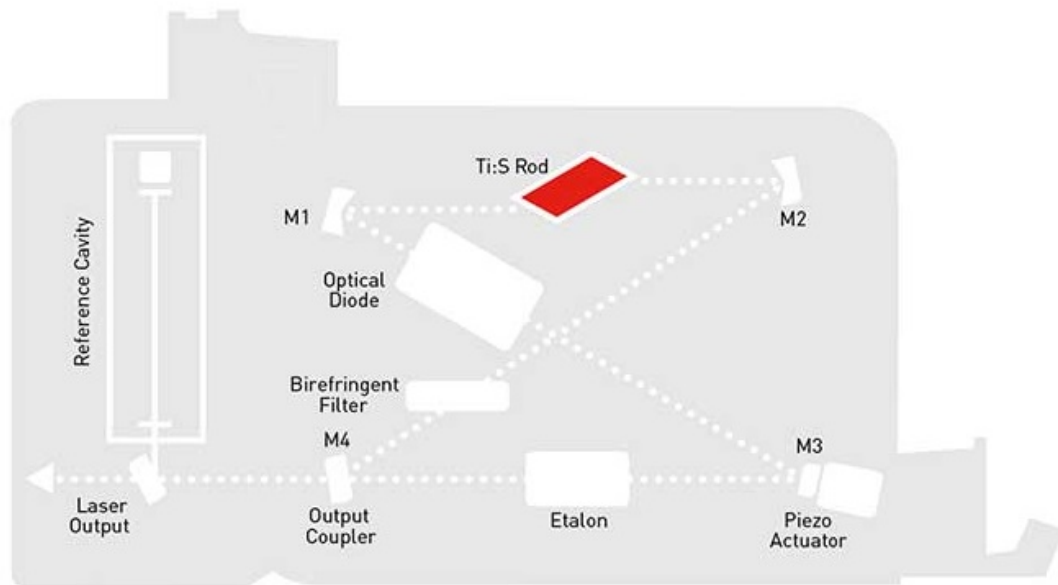 Ti:S Rod
M1
M2
Reference Cavity
Optical
Diode
Birefringent
Filter
M4
M3
Laser
Output
Output
Coupler
Etalon
Piezo
Actuator